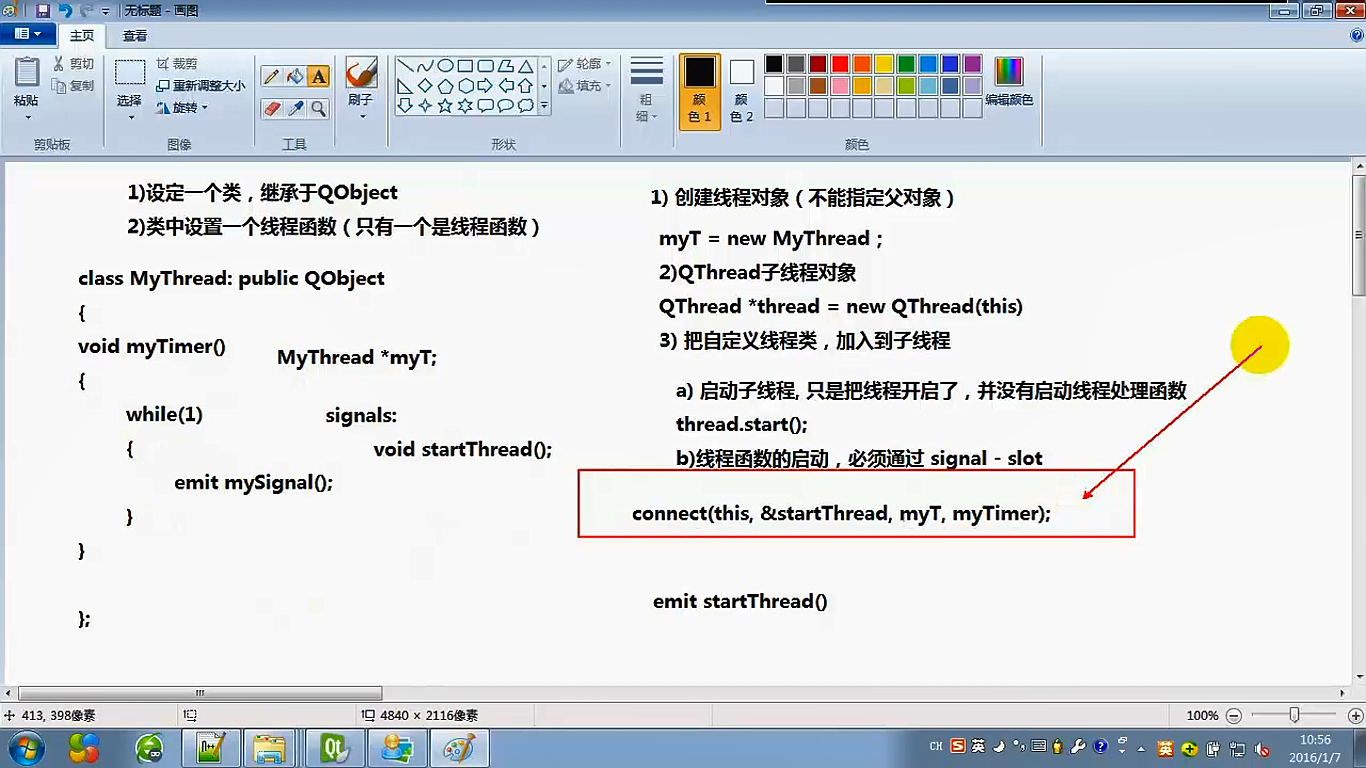 无标题 - 画图
主页
查看
粘贴
剪切
复制
剪贴板
选择
裁剪
重新调整大小
旋转
图像
A
工具
刷子
轮廓
填充
形状
粗
细
颜
色 1
颜
色 2
编辑颜色
颜色
1)设定一个类，继承于QObject
2)类中设置一个线程函数（只有一个是线程函数）
class MyThread: public QObject
{
void myTimer()
{
MyThread *myT;
while(1)
signals:
{
void startThread();
emit mySignal();
}
}
};
1) 创建线程对象（不能指定父对象）
myT = new MyThread ;
2)QThread子线程对象
QThread *thread = new QThread(this)
3) 把自定义线程类，加入到子线程
a) 启动子线程, 只是把线程开启了，并没有启动线程处理函数
thread.start();
b)线程函数的启动，必须通过 signal - slot
connect(this, &startThread, myT, myTimer);
emit startThread()
413, 398像素
4840 × 2116像素
100%
CH
英
10:56
2016/1/7